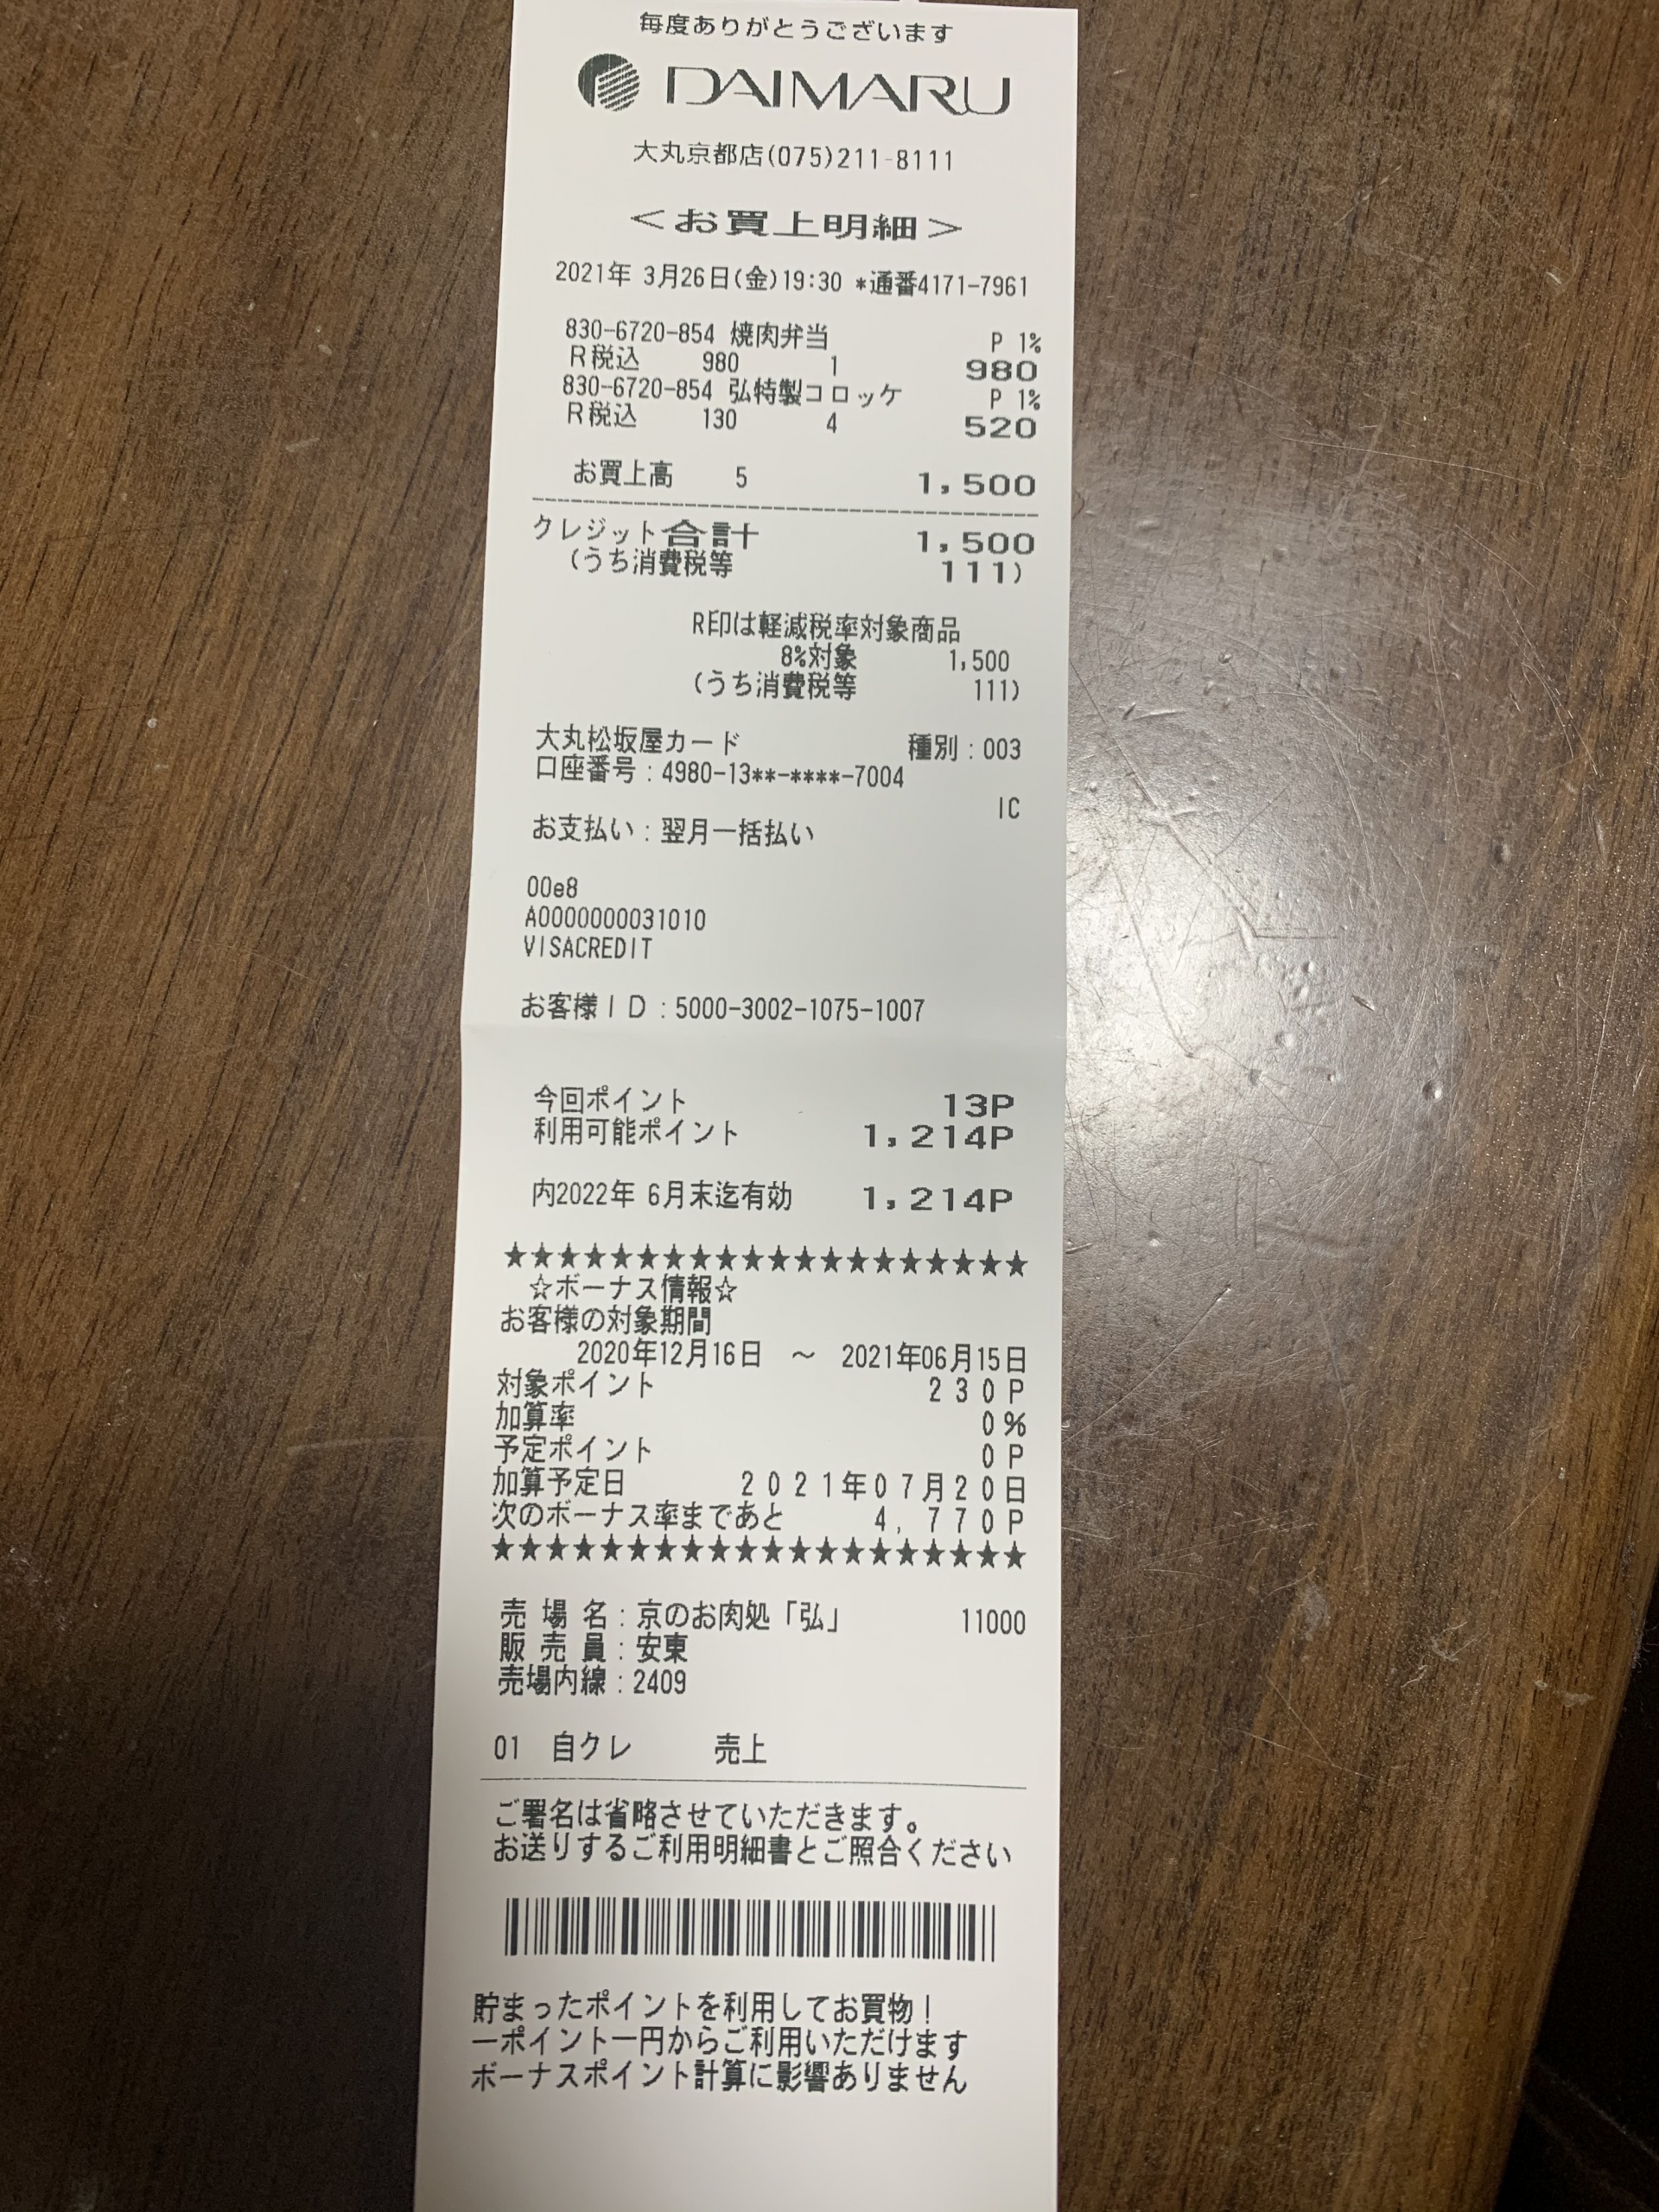 毎度ありがとうございます
DAIMARU
大丸京都店(075)211-8111
<お買上明細>
2021年 3月26日(金)19:30 *通番4171-7961
830-6720-854 焼肉弁当 P 1%
R税込 980 1 980
830-6720-854 弘特製コロッケ P 1%
R税込 130 4 520
お買上高 5 1,500
クレジット合計 1,500
(うち消費税等 111)
R印は軽減税率対象商品
8%対象 1,500
(うち消費税等 111)
大丸松坂屋カード 種別:003
口座番号:4980-13**-****-7004
IC
お支払い:翌月一括払い
00e8
A0000000031010
VISACREDIT
お客様ID:5000-3002-1075-1007
今回ポイント 13P
利用可能ポイント 1,214P
内2022年 6月末迄有効 1,214P
★★★★★★★★★★★★★★★★★★★★
☆ボーナス情報☆
お客様の対象期間
2020年12月16日 ~ 2021年06月15日
対象ポイント 230P
加算率 0%
予定ポイント 0P
加算予定日 2021年07月20日
次のボーナス率まであと 4,770P
★★★★★★★★★★★★★★★★★★★★
売場名:京のお肉処「弘」 11000
販売員:安東
売場内線:2409
01 自クレ 売上
ご署名は省略させていただきます。
お送りするご利用明細書とご照合ください
貯まったポイントを利用してお買物!
一ポイント一円からご利用いただけます
ボーナスポイント計算に影響ありません